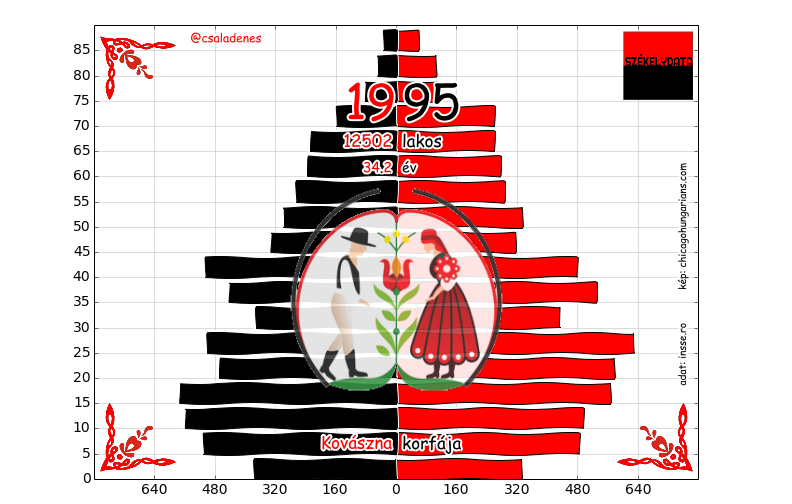 @csaladenes
SZÉKELYDATA
1995
12502 lakos
34.2 év
kép: chicagohungarians.com
adat: insse.ro
Kovászna korfája
85
80
75
70
65
60
55
50
45
40
35
30
25
20
15
10
5
0
640 480 320 160 0 160 320 480 640